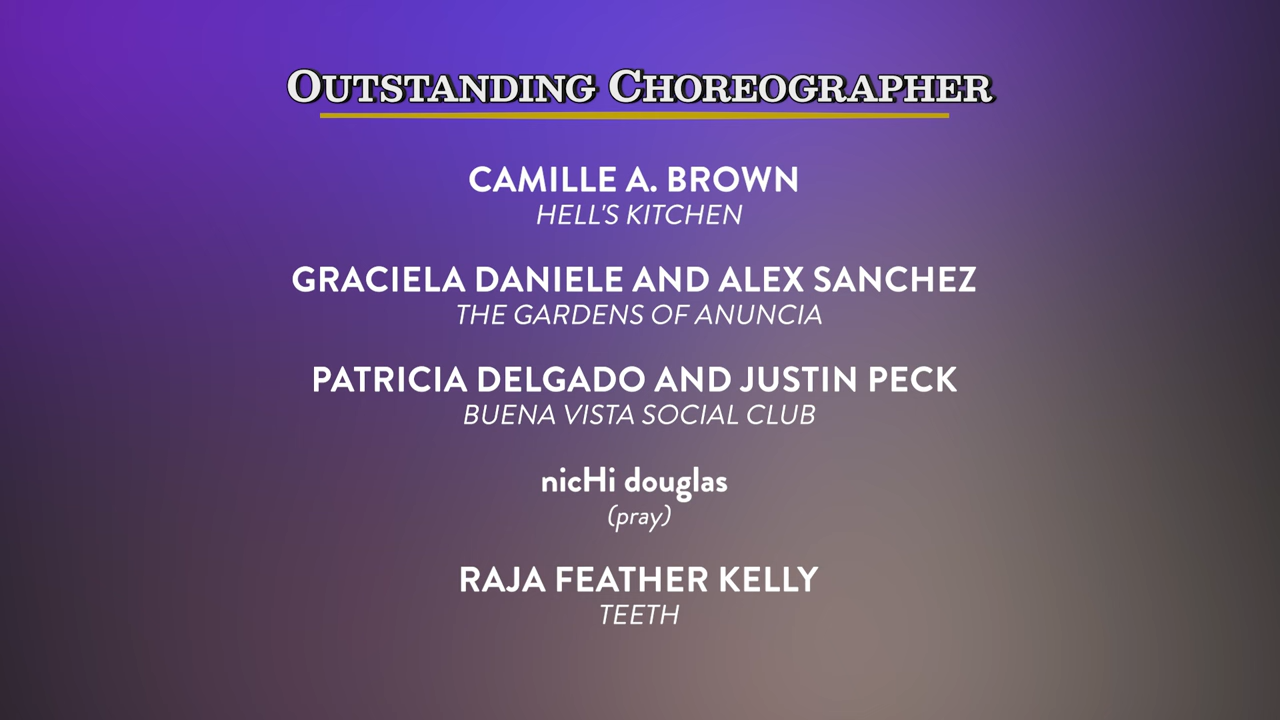 OUTSTANDING CHOREOGRAPHER
CAMILLE A. BROWN
HELL'S KITCHEN
GRACIELA DANIELE AND ALEX SANCHEZ
THE GARDENS OF ANUNCIA
PATRICIA DELGADO AND JUSTIN PECK
BUENA VISTA SOCIAL CLUB
nicHi douglas
(pray)
RAJA FEATHER KELLY
TEETH